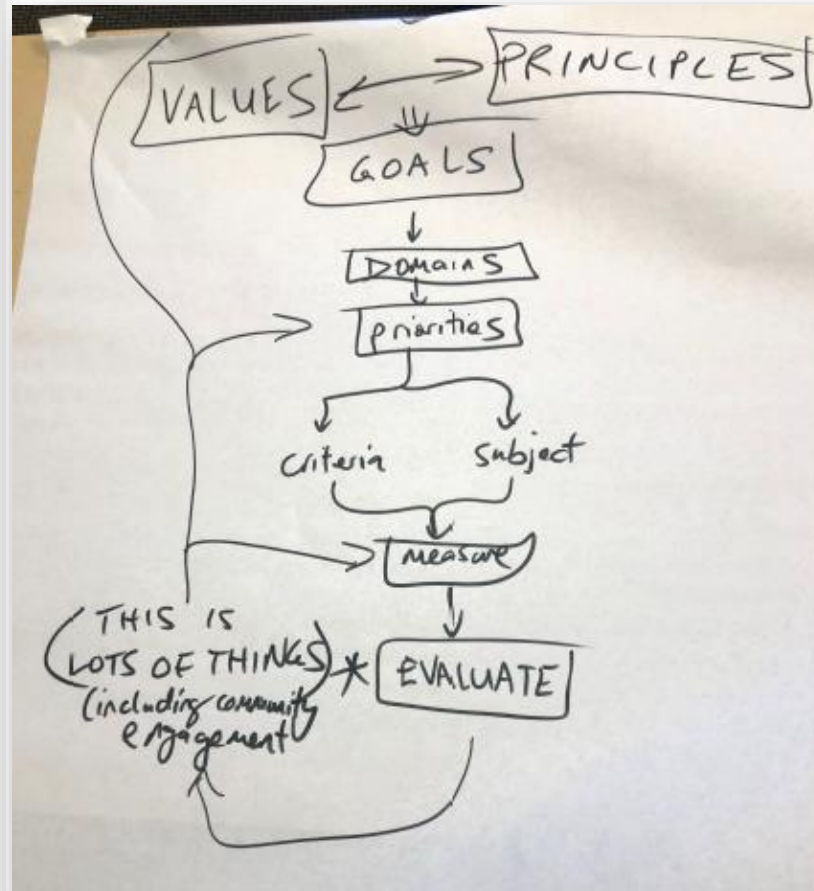 VALUES
PRINCIPLES
GOALS
DOMAINS
priorities
criteria
subject
measure
THIS IS
LOTS OF THINGS
(including community
engagement
* EVALUATE